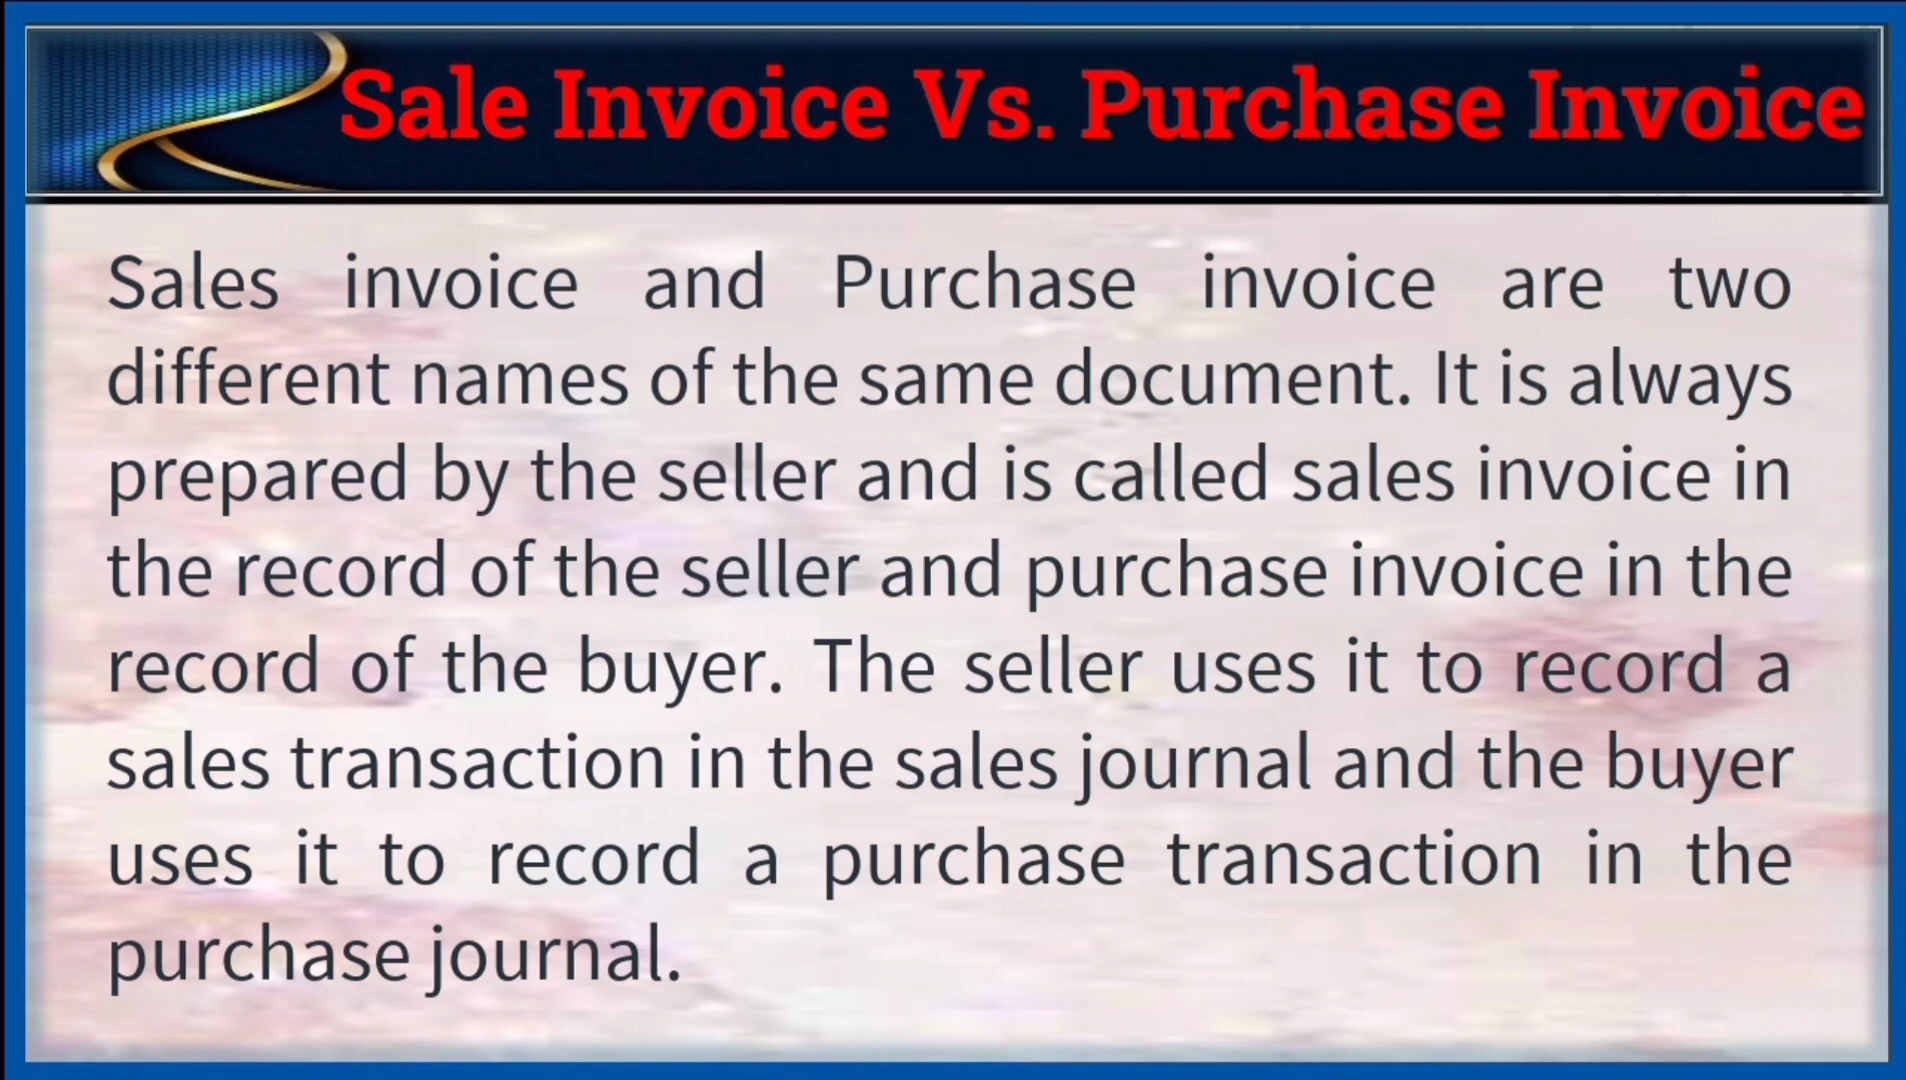 Sale Invoice Vs. Purchase Invoice
Sales invoice and Purchase invoice are two
different names of the same document. It is always
prepared by the seller and is called sales invoice in
the record of the seller and purchase invoice in the
record of the buyer. The seller uses it to record a
sales transaction in the sales journal and the buyer
uses it to record a purchase transaction in the
purchase journal.